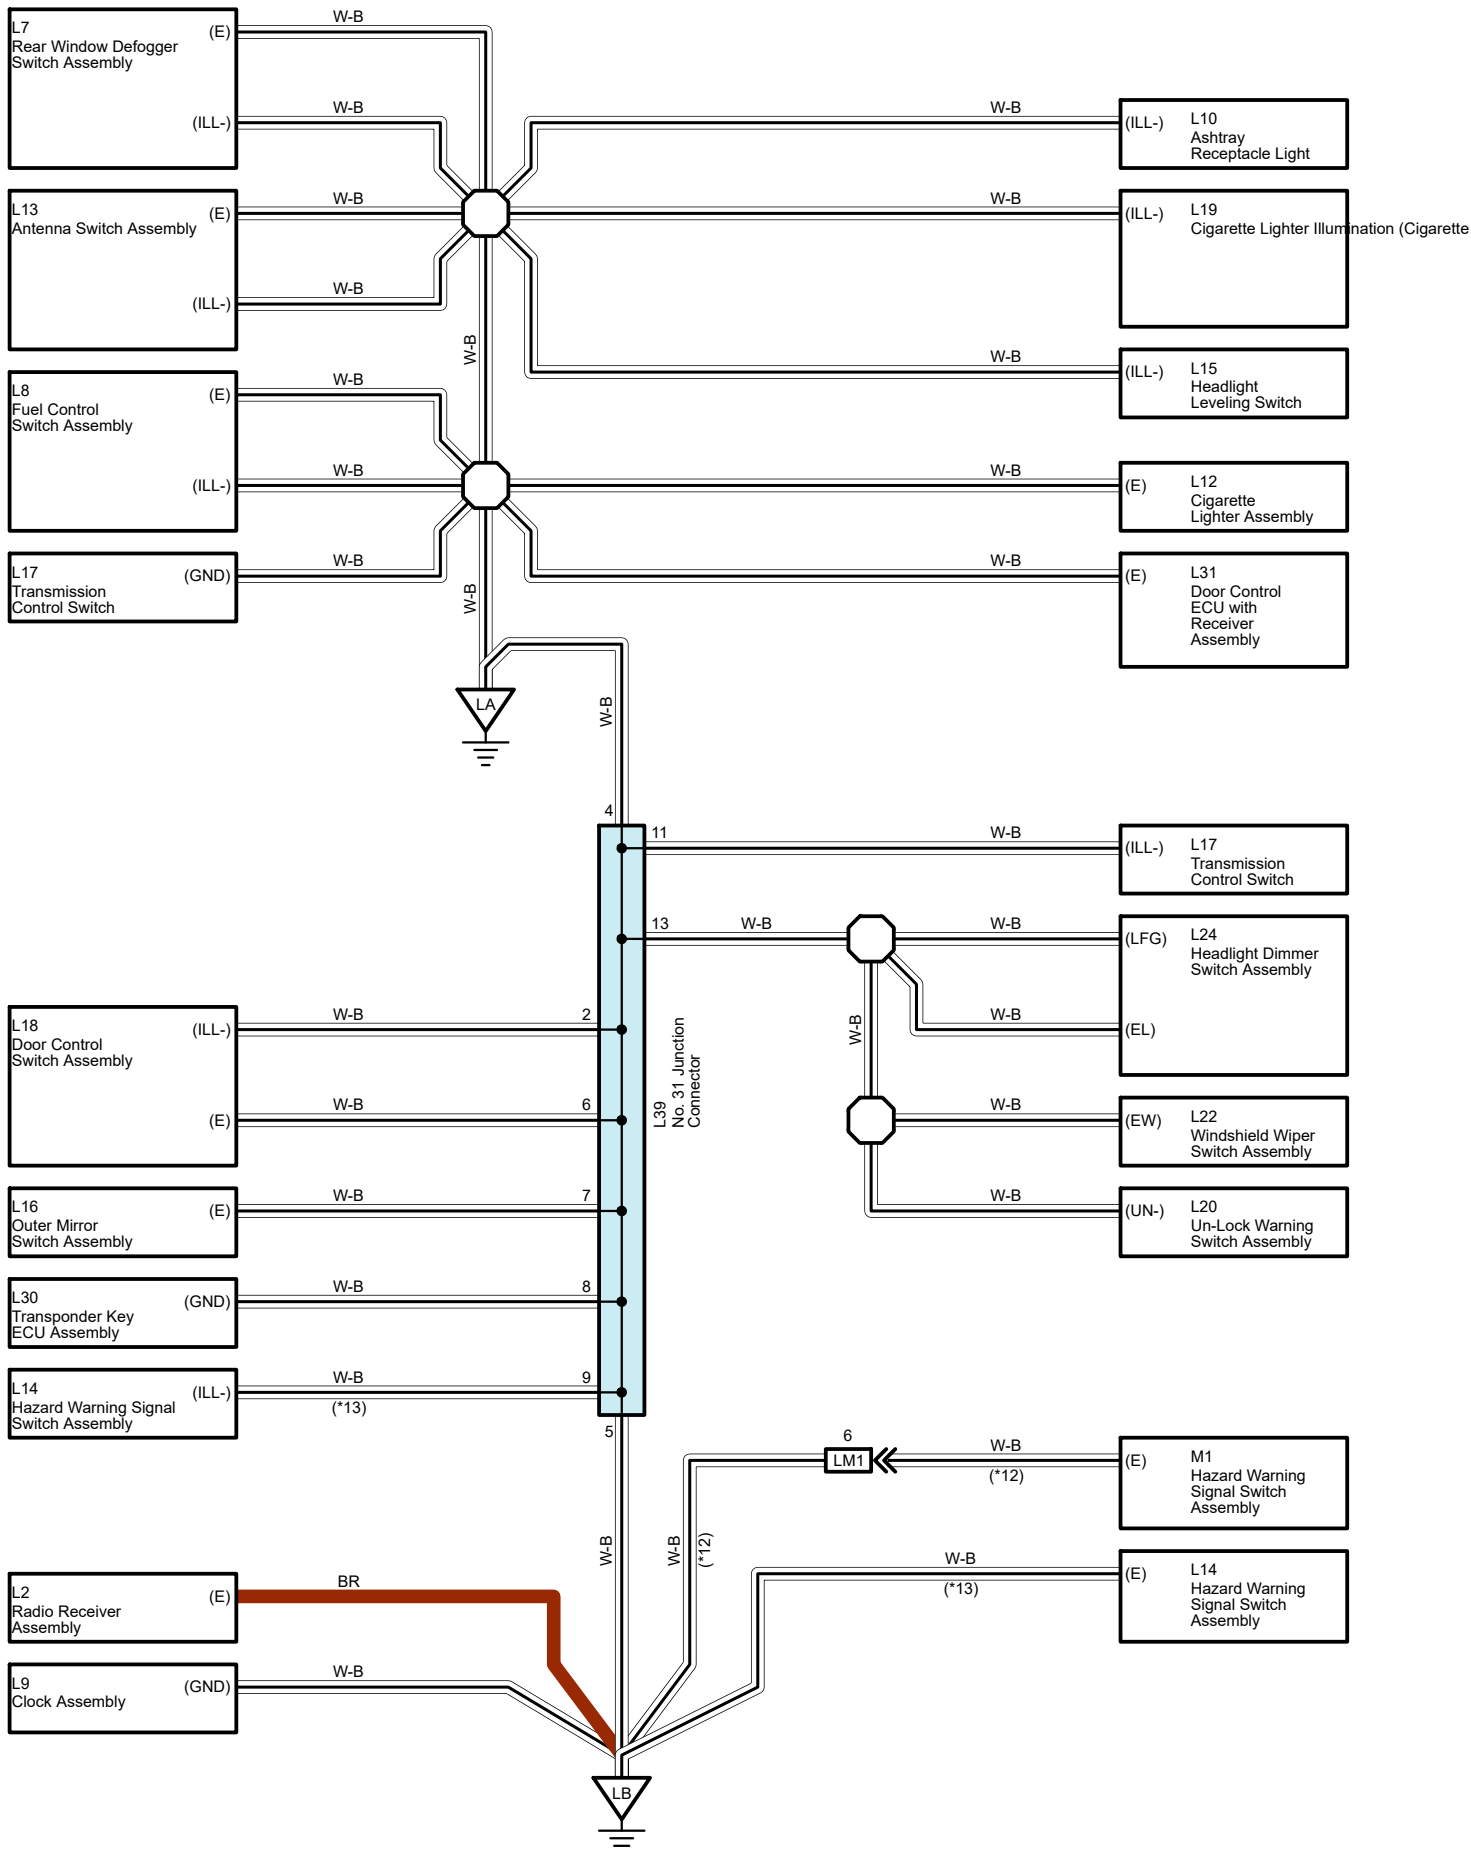 L7
Rear Window Defogger
Switch Assembly
(E)
W-B
(ILL-)
W-B
W-B
(ILL-)
L10
Ashtray
Receptacle Light
L13
Antenna Switch Assembly
(E)
W-B
(ILL-)
W-B
W-B
(ILL-)
L19
Cigarette Lighter Illumination (Cigarette
W-B
W-B
(ILL-)
L15
Headlight
Leveling Switch
L8
Fuel Control
Switch Assembly
(E)
W-B
(ILL-)
W-B
W-B
(E)
L12
Cigarette
Lighter Assembly
L17
Transmission
Control Switch
(GND)
W-B
W-B
W-B
(E)
L31
Door Control
ECU with
Receiver
Assembly
LA
W-B
4
11
W-B
(ILL-)
L17
Transmission
Control Switch
13
W-B
W-B
(LFG)
L24
Headlight Dimmer
Switch Assembly
W-B
(EL)
W-B
L18
Door Control
Switch Assembly
(ILL-)
W-B
2
(E)
W-B
6
L39
No. 31 Junction
Connector
W-B
(EW)
L22
Windshield Wiper
Switch Assembly
L16
Outer Mirror
Switch Assembly
(E)
W-B
7
W-B
(UN-)
L20
Un-Lock Warning
Switch Assembly
L30
Transponder Key
ECU Assembly
(GND)
W-B
8
L14
Hazard Warning Signal
Switch Assembly
(ILL-)
W-B
(*13)
9
5
6
LM1
W-B
(*12)
(E)
M1
Hazard Warning
Signal Switch
Assembly
W-B
W-B
(*12)
W-B
(*13)
(E)
L14
Hazard Warning
Signal Switch
Assembly
L2
Radio Receiver
Assembly
(E)
BR
L9
Clock Assembly
(GND)
W-B
LB